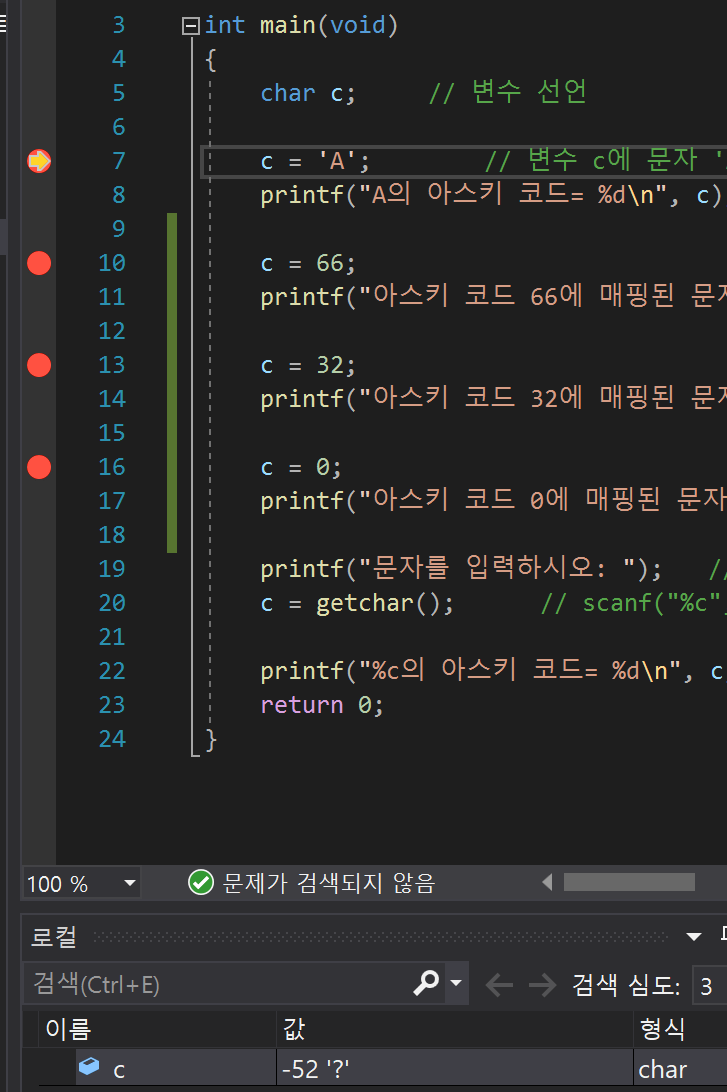 3 int main(void)
4 {
5 char c; // 변수 선언
6
7 c = 'A'; // 변수 c에 문자 '
8 printf("A의 아스키 코드= %d\n", c)
9
10 c = 66;
11 printf("아스키 코드 66에 매핑된 문자
12
13 c = 32;
14 printf("아스키 코드 32에 매핑된 문자
15
16 c = 0;
17 printf("아스키 코드 0에 매핑된 문자
18
19 printf("문자를 입력하시오: "); //
20 c = getchar(); // scanf("%c"
21
22 printf("%c의 아스키 코드= %d\n", c
23 return 0;
24 }
100 % 문제가 검색되지 않음
로컬
검색(Ctrl+E) 검색 심도: 3
이름 값 형식
c -52 '?' char